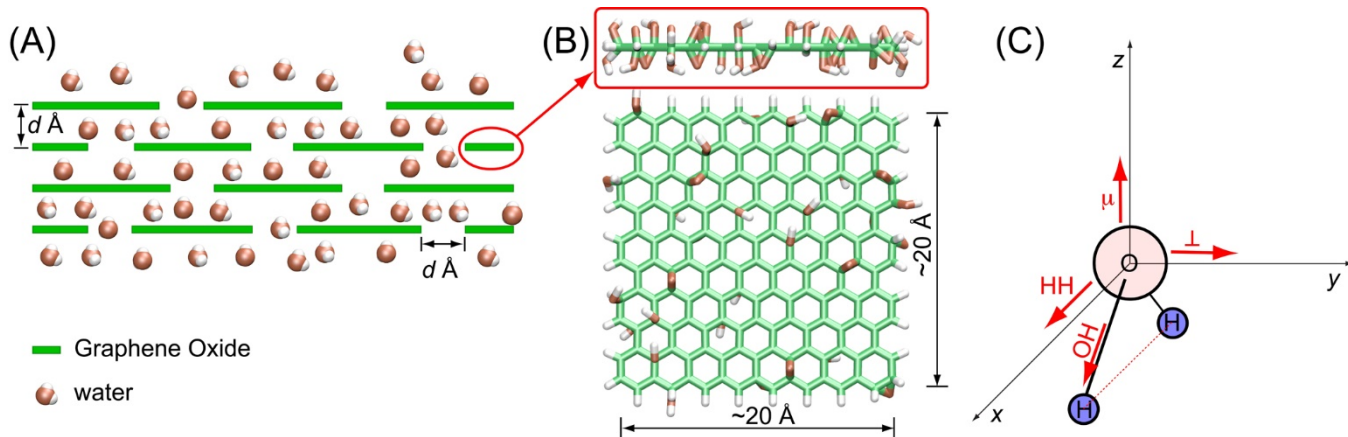 (A)
d Å
d Å
Graphene Oxide
water
(B)
~20 Å
~20 Å
(C)
z
μ
⊥
O
y
HH
OH
H
H
x